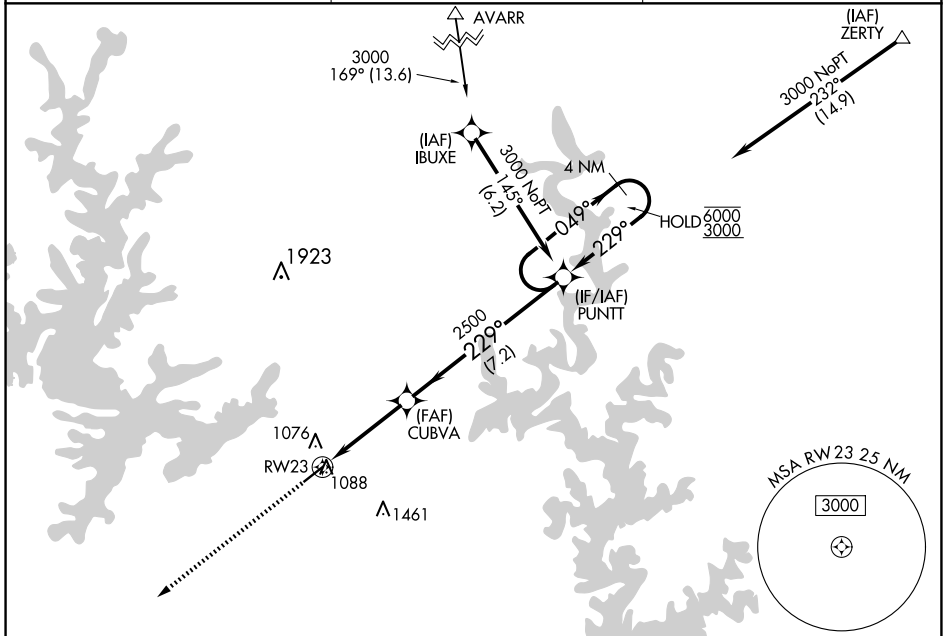 AVARR
3000
169° (13.6)
(IAF)
ZERTY
3000 NoPT
232°
(14.9)
(IAF)
IBUXE
3000 NoPT
145°
(6.2)
4 NM
049°
229°
HOLD 6000
3000
1923
(IF/IAF)
PUNTT
2500
229°
(7.2)
(FAF)
CUBVA
1076
RW23
1088
1461
MSA RW 23 25 NM
3000